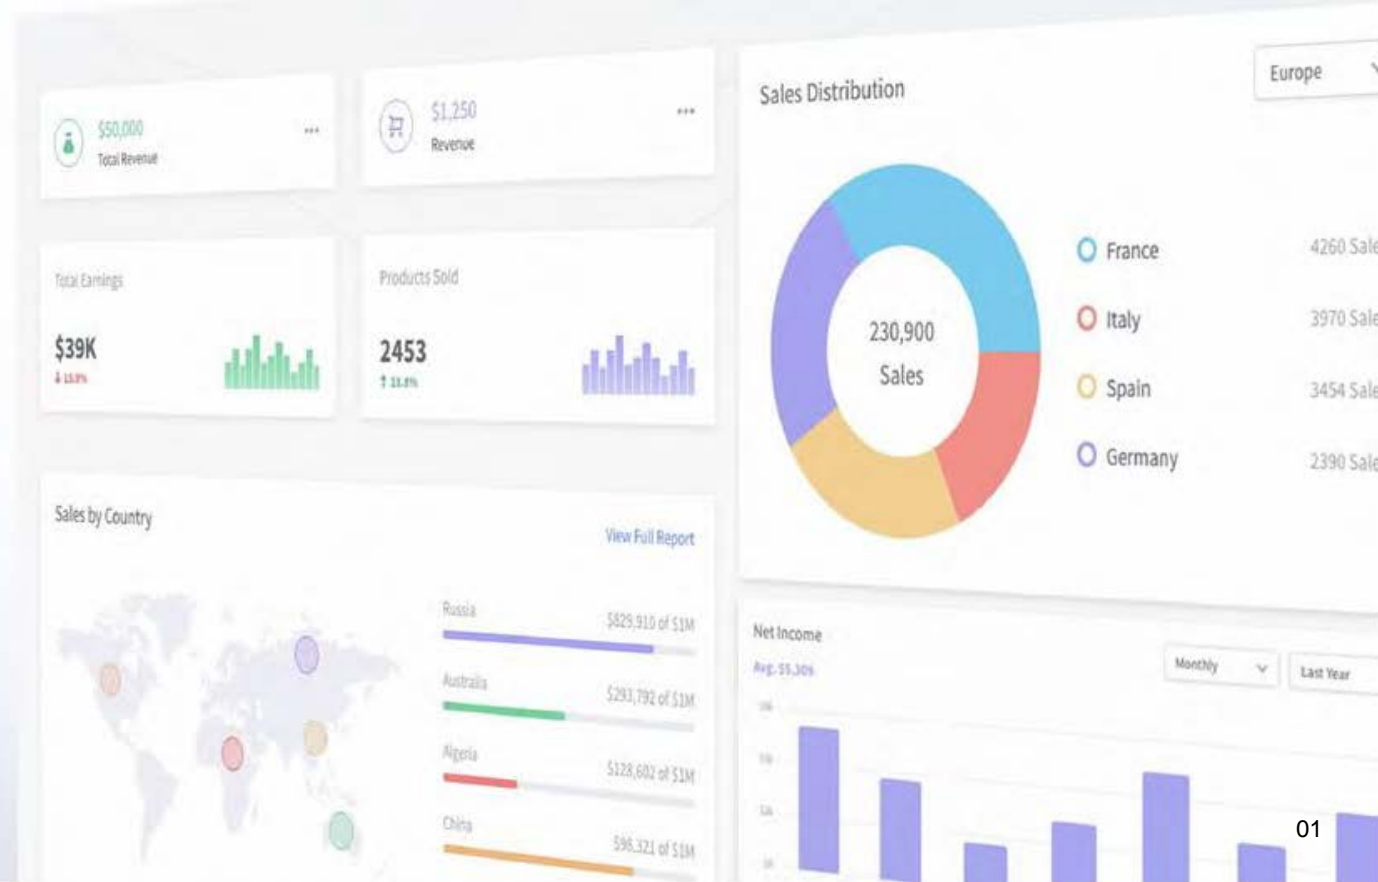 $50,000
Total Revenue
$1,250
Revenue
Total Earnings
$39K
Products Sold
2453
Sales Distribution
Europe
230,900
Sales
France
4260 Sale
Italy
3970 Sale
Spain
3454 Sale
Germany
2390 Sale
Sales by Country
View Full Report
Russia
$829,910 of $1M
Australia
$293,792 of $1M
Algeria
$128,602 of $1M
China
$96,321 of $1M
Net Income
Avg.
Monthly
Last Year
01